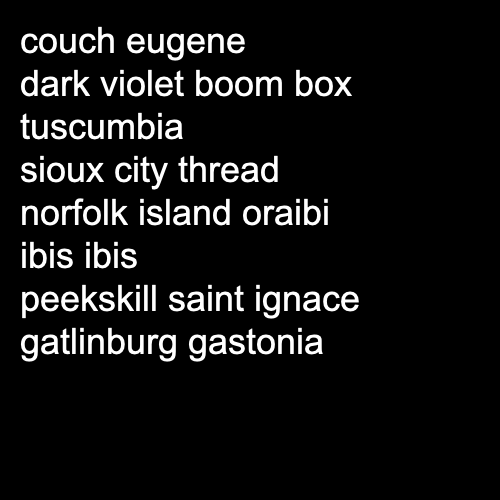 couch eugene
dark violet boom box
tuscumbia
sioux city thread
norfolk island oraibi
ibis ibis
peekskill saint ignace
gatlinburg gastonia